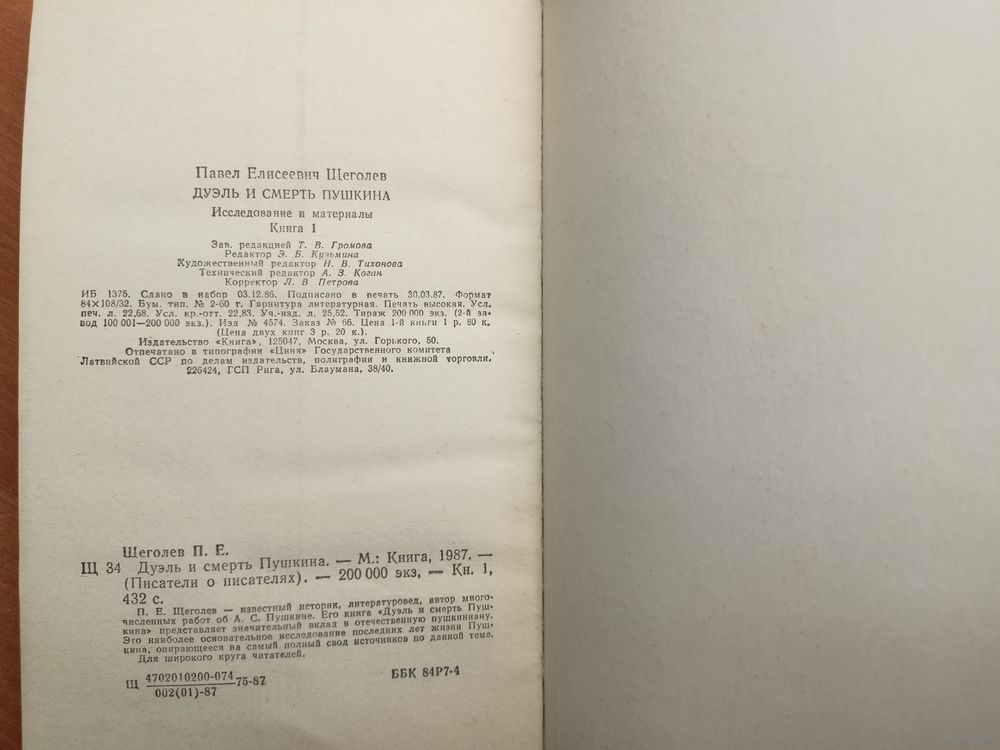 Павел Елисеевич Щеголев
ДУЭЛЬ И СМЕРТЬ ПУШКИНА
Исследование и материалы
Книга 1
Зав. редакцией Т. В. Громова
Редактор Э. Б. Кузьмина
Художественный редактор Н. В. Тихонова
Технический редактор А. З. Коган
Корректор Л. В Петрова
ИБ 1375. Сдано в набор 03.12.86. Подписано в печать 30.03.87. Формат
84×108/32. Бум. тип. № 2-60 г. Гарнитура литературная. Печать высокая. Усл.
печ. л. 22,68. Усл. кр.-отт. 22,83. Уч.-изд. л. 25,62. Тираж 200 000 экз. (2-й за-
вод 100 001—200 000 экз.). Изд № 4574. Заказ № 66. Цена 1-й книги 1 р. 80 к.
(Цена двух книг 3 р. 20 к.).
Издательство «Книга», 125047, Москва, ул. Горького, 50.
Отпечатано в типографии «Циня» Государственного комитета
Латвийской ССР по делам издательств, полиграфии и книжной торговли.
226424, ГСП Рига, ул. Блаумана, 38/40.
Щеголев П. Е.
Щ 34 Дуэль и смерть Пушкина. — М.: Книга, 1987. —
(Писатели о писателях). — 200 000 экз. — Кн. 1,
432 с.
П. Е. Щеголев — известный историк, литературовед, автор много-
численных работ об А. С. Пушкине. Его книга «Дуэль и смерть Пуш-
кина» представляет значительный вклад в отечественную пушкиниану.
Это наиболее основательное исследование последних лет жизни Пуш-
кина, опирающееся на самый полный свод источников по данной теме.
Для широкого круга читателей.
Щ 4702010200-074 75-87
002(01)-87
ББК 84Р7-4